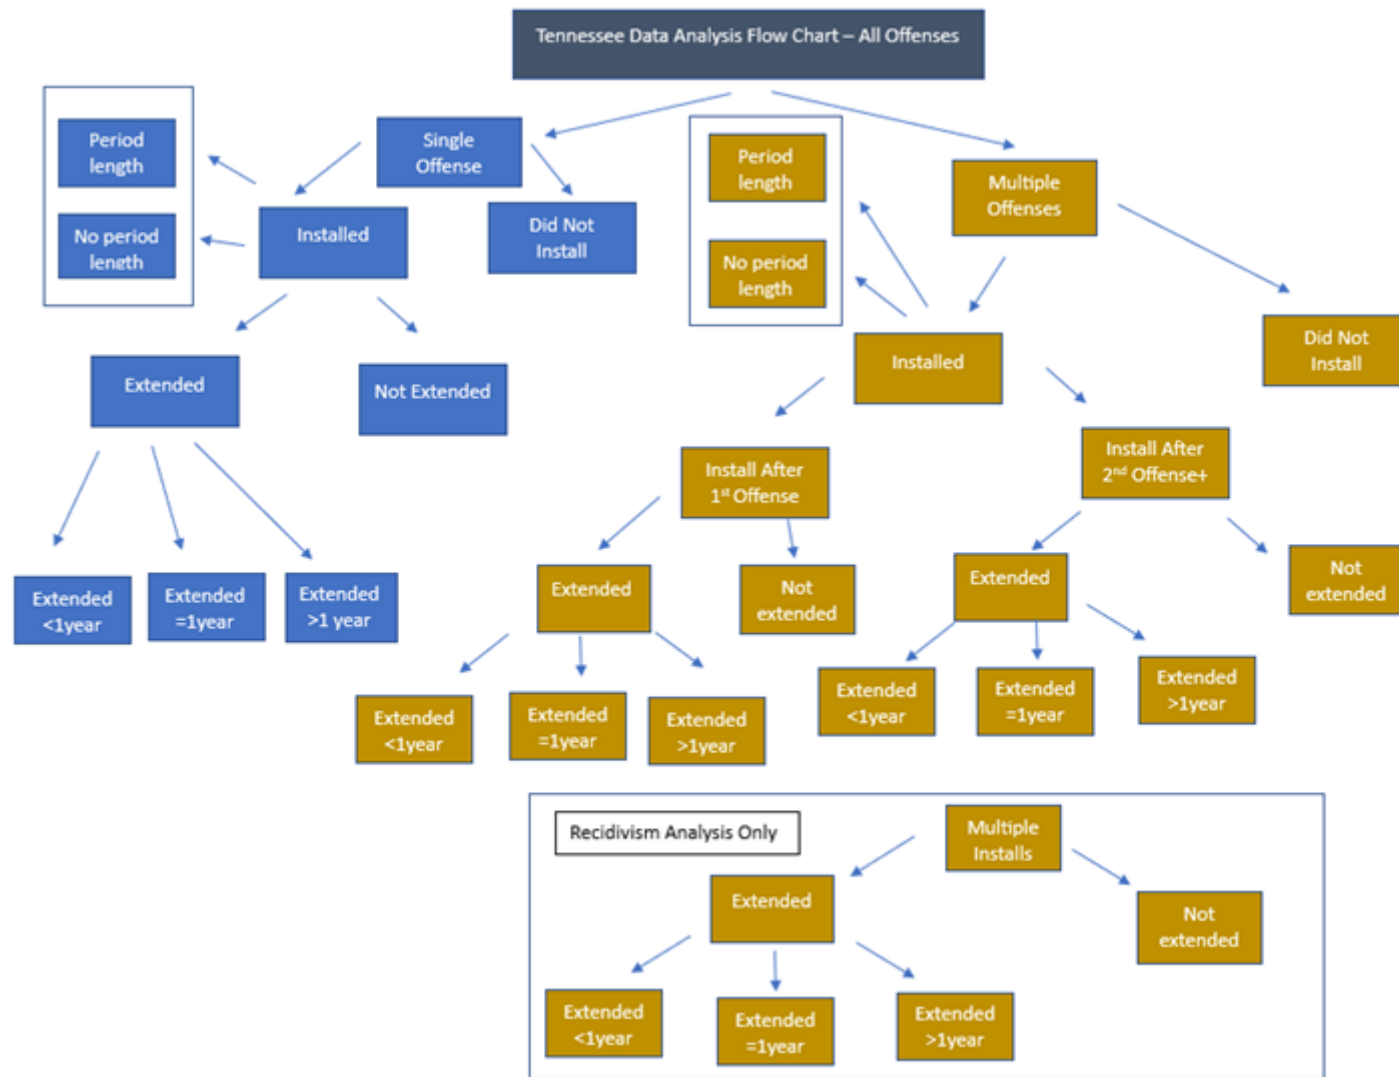 Tennessee Data Analysis Flow Chart – All Offenses
Period
length
No period
length
Single
Offense
Installed
Did Not
Install
Extended
Not Extended
Extended
<1year
Extended
=1year
Extended
>1 year
Period
length
No period
length
Multiple
Offenses
Installed
Did Not
Install
Install After
1st Offense
Install After
2nd Offense+
Extended
Not
extended
Extended
Not
extended
Extended
<1year
Extended
=1year
Extended
>1year
Extended
<1year
Extended
=1year
Extended
>1year
Recidivism Analysis Only
Multiple
Installs
Extended
Not
extended
Extended
<1year
Extended
=1year
Extended
>1year